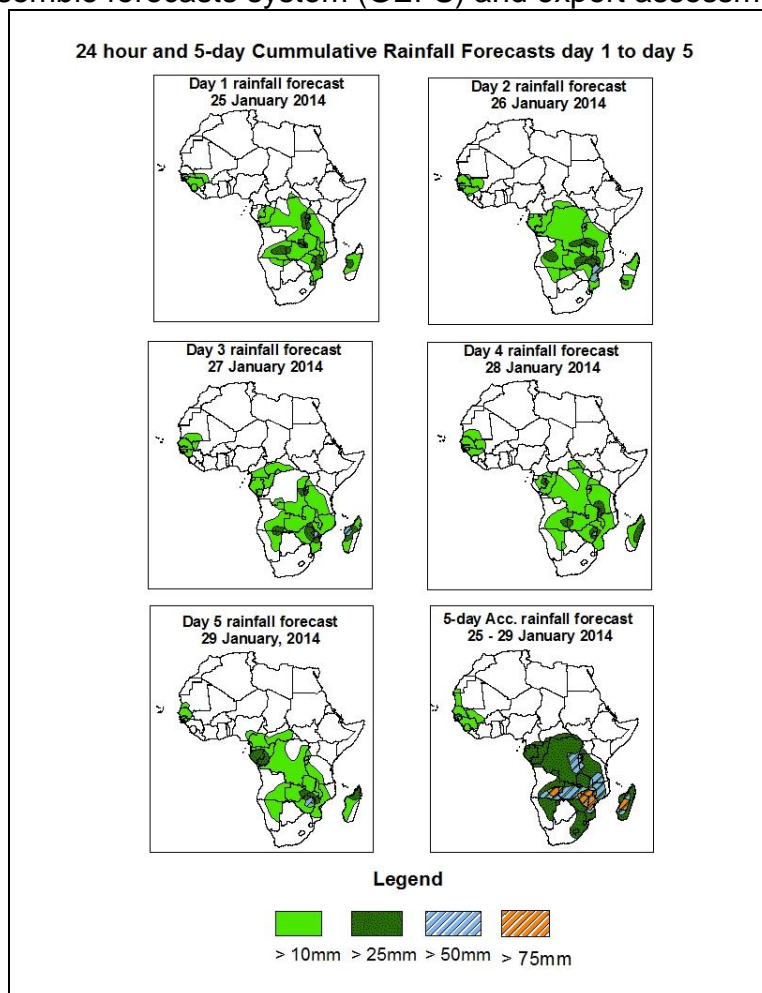 24 hour and 5-day Cummulative Rainfall Forecasts day 1 to day 5
Day 1 rainfall forecast
25 January 2014
Day 2 rainfall forecast
26 January 2014
Day 3 rainfall forecast
27 January 2014
Day 4 rainfall forecast
28 January 2014
Day 5 rainfall forecast
29 January, 2014
5-day Acc. rainfall forecast
25 - 29 January 2014
Legend
> 10mm > 25mm > 50mm > 75mm